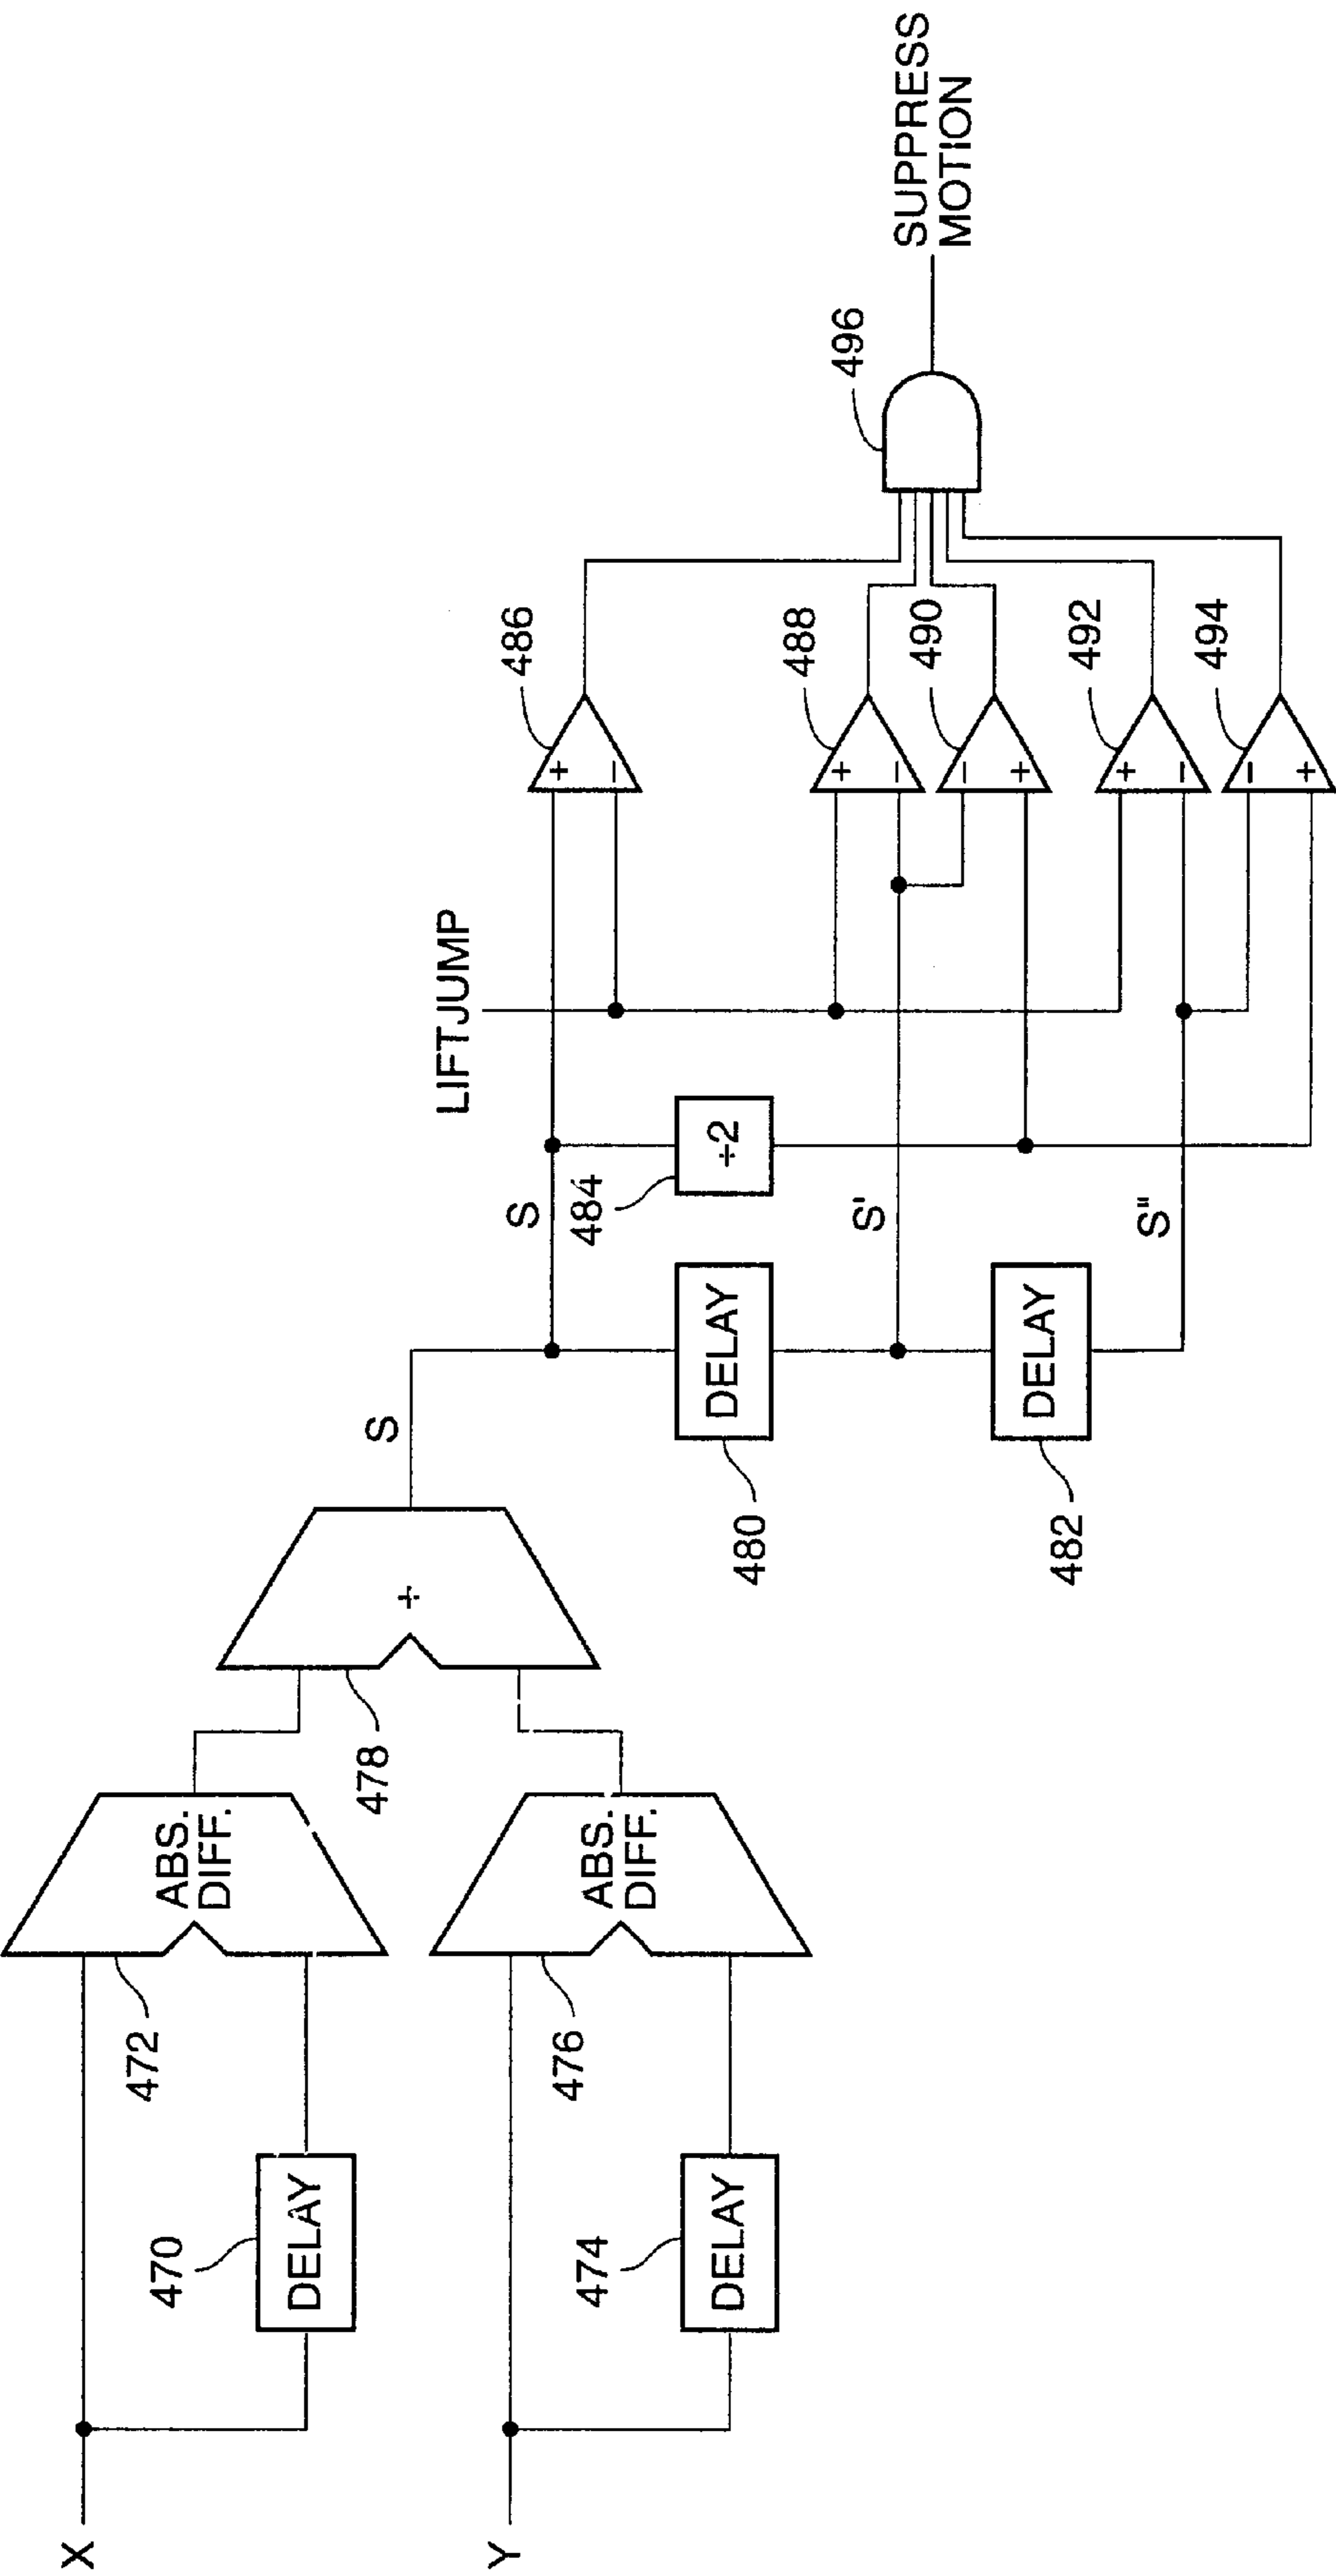 X
Y
470
DELAY
474
DELAY
472
ABS.
DIFF.
476
ABS.
DIFF.
478
+
S
480
DELAY
482
DELAY
S
484
÷2
S'
S"
LIFTJUMP
486
+
−
488
+
−
490
−
+
492
+
−
494
−
+
496
SUPPRESS
MOTION